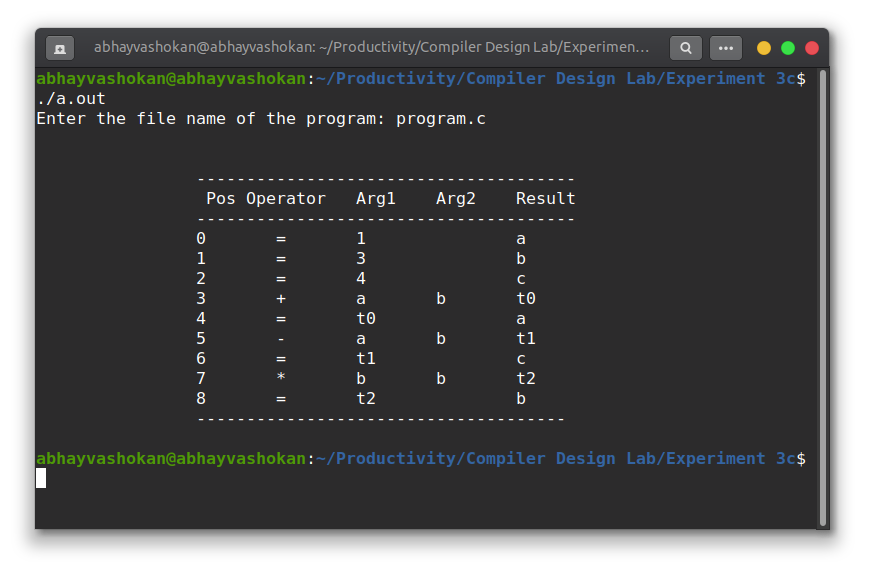 abhayvashokan@abhayvashokan: ~/Productivity/Compiler Design Lab/Experimen...
abhayvashokan@abhayvashokan:~/Productivity/Compiler Design Lab/Experiment 3c$
./a.out
Enter the file name of the program: program.c
--------------------------------------
Pos Operator Arg1 Arg2 Result
--------------------------------------
0 = 1 a
1 = 3 b
2 = 4 c
3 + a b t0
4 = t0 a
5 - a b t1
6 = t1 c
7 * b b t2
8 = t2 b
-------------------------------------
abhayvashokan@abhayvashokan:~/Productivity/Compiler Design Lab/Experiment 3c$